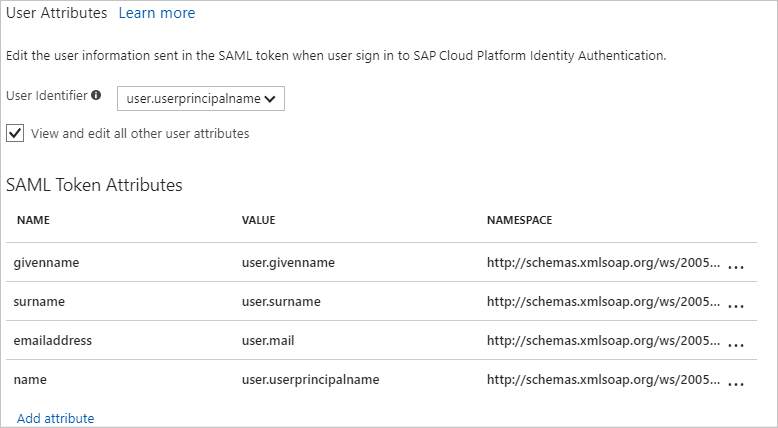 User Attributes Learn more
Edit the user information sent in the SAML token when user sign in to SAP Cloud Platform Identity Authentication.
User Identifier user.userprincipalname
View and edit all other user attributes
SAML Token Attributes
NAME VALUE NAMESPACE
givenname user.givenname http://schemas.xmlsoap.org/ws/2005... ...
surname user.surname http://schemas.xmlsoap.org/ws/2005... ...
emailaddress user.mail http://schemas.xmlsoap.org/ws/2005... ...
name user.userprincipalname http://schemas.xmlsoap.org/ws/2005... ...
Add attribute